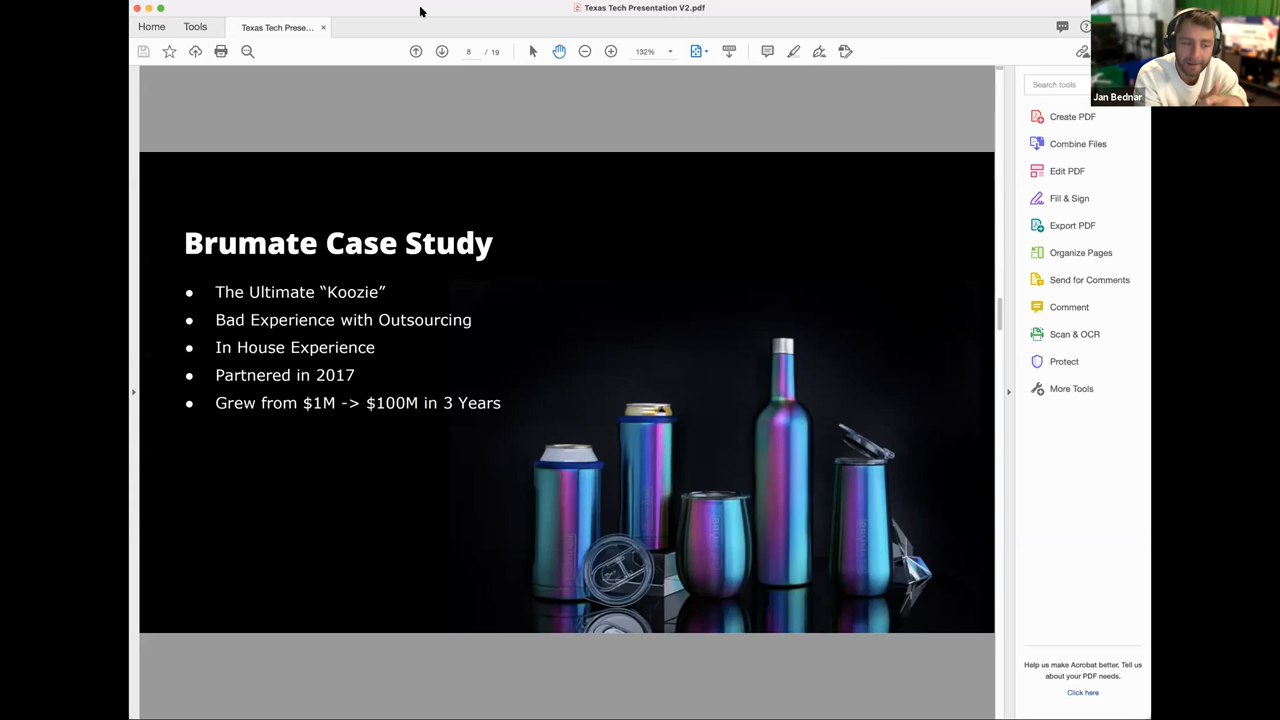 Texas Tech Presentation V2.pdf
Home
Tools
Texas Tech Prese...
8 / 19
132%
Jan Bednar
Search tools
Create PDF
Combine Files
Edit PDF
Fill & Sign
Export PDF
Organize Pages
Send for Comments
Comment
Scan & OCR
Protect
More Tools
Brumate Case Study
● The Ultimate “Koozie”
● Bad Experience with Outsourcing
● In House Experience
● Partnered in 2017
● Grew from $1M -> $100M in 3 Years
Help us make Acrobat better. Tell us
about your PDF needs.
Click here